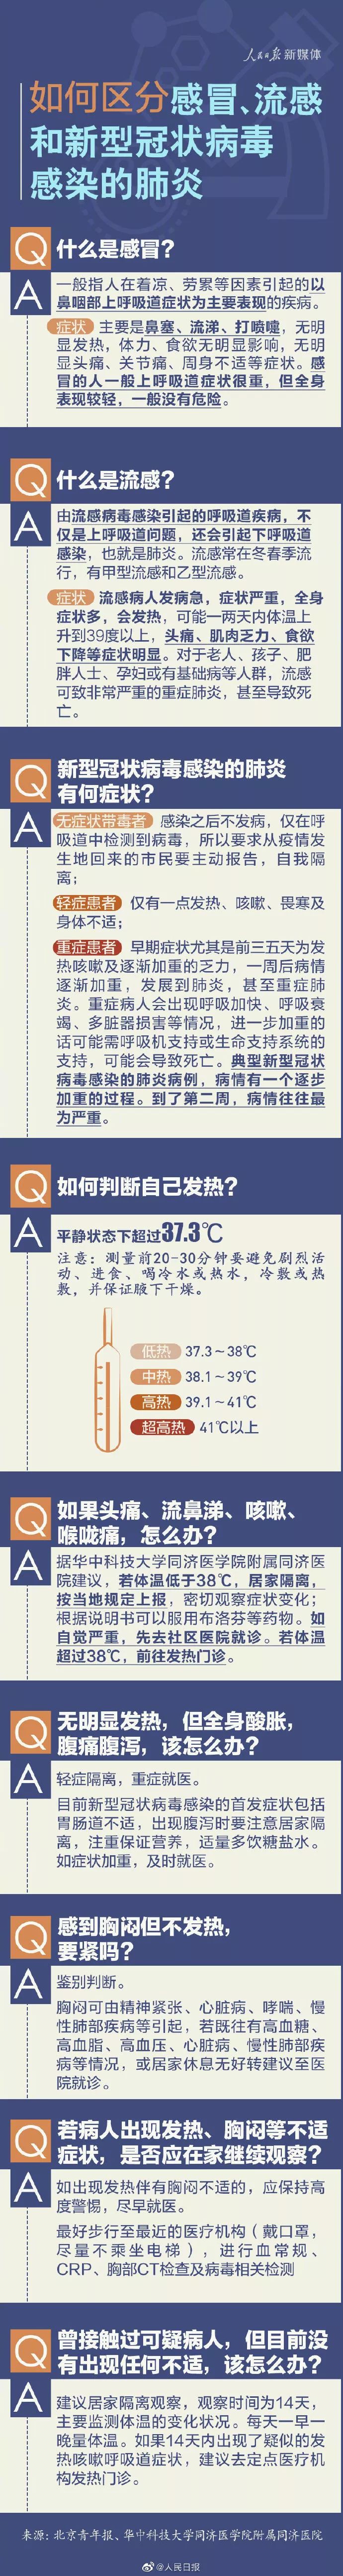 人民日报 新媒体
如何区分感冒、流感
和新型冠状病毒
感染的肺炎
Q 什么是感冒？
A 一般指人在着凉、劳累等因素引起的以
鼻咽部上呼吸道症状为主要表现的疾病。
症状 主要是鼻塞、流涕、打喷嚏，无明
显发热，体力、食欲无明显影响，无明
显头痛、关节痛、周身不适等症状。感
冒的人一般上呼吸道症状很重，但全身
表现较轻，一般没有危险。
Q 什么是流感？
A 由流感病毒感染引起的呼吸道疾病，不
仅是上呼吸道问题，还会引起下呼吸道
感染，也就是肺炎。流感常在冬春季流
行，有甲型流感和乙型流感。
症状 流感病人发病急，症状严重，全身
症状多，会发热，可能一两天内体温上
升到39度以上，头痛、肌肉乏力、食欲
下降等症状明显。对于老人、孩子、肥
胖人士、孕妇或有基础病等人群，流感
可致非常严重的重症肺炎，甚至导致死
亡。
Q 新型冠状病毒感染的肺炎
有何症状？
A 无症状带毒者 感染之后不发病，仅在呼
吸道中检测到病毒，所以要求从疫情发
生地回来的市民要主动报告，自我隔
离；
轻症患者 仅有一点发热、咳嗽、畏寒及
身体不适；
重症患者 早期症状尤其是前三五天为发
热咳嗽及逐渐加重的乏力，一周后病情
逐渐加重，发展到肺炎，甚至重症肺
炎。重症病人会出现呼吸加快、呼吸衰
竭、多脏器损害等情况，进一步加重的
话可能需呼吸机支持或生命支持系统的
支持，可能会导致死亡。典型新型冠状
病毒感染的肺炎病例，病情有一个逐步
加重的过程。到了第二周，病情往往最
为严重。
Q 如何判断自己发热？
A 平静状态下超过37.3℃
注意：测量前20-30分钟要避免剧烈活
动、进食、喝冷水或热水，冷敷或热
敷，并保证腋下干燥。
低热 37.3～38℃
中热 38.1～39℃
高热 39.1～41℃
超高热 41℃以上
Q 如果头痛、流鼻涕、咳嗽、
喉咙痛，怎么办？
A 据华中科技大学同济医学院附属同济医
院建议，若体温低于38℃，居家隔离，
按当地规定上报，密切观察症状变化；
根据说明书可以服用布洛芬等药物。如
自觉严重，先去社区医院就诊。若体温
超过38℃，前往发热门诊。
Q 无明显发热，但全身酸胀，
腹痛腹泻，该怎么办？
A 轻症隔离，重症就医。
目前新型冠状病毒感染的首发症状包括
胃肠道不适，出现腹泻时要注意居家隔
离，注重保证营养，适量多饮糖盐水。
如症状加重，及时就医。
Q 感到胸闷但不发热，
要紧吗？
A 鉴别判断。
胸闷可由精神紧张、心脏病、哮喘、慢
性肺部疾病等引起，若既往有高血糖、
高血脂、高血压、心脏病、慢性肺部疾
病等情况，或居家休息无好转建议至医
院就诊。
Q 若病人出现发热、胸闷等不适
症状，是否应在家继续观察？
A 如出现发热伴有胸闷不适的，应保持高
度警惕，尽早就医。
最好步行至最近的医疗机构（戴口罩，
尽量不乘坐电梯），进行血常规、
CRP、胸部CT检查及病毒相关检测
Q 曾接触过可疑病人，但目前没
有出现任何不适，该怎么办？
A 建议居家隔离观察，观察时间为14天，
主要监测体温的变化状况。每天一早一
晚量体温。如果14天内出现了疑似的发
热咳嗽呼吸道症状，建议去定点医疗机
构发热门诊。
来源：北京青年报、华中科技大学同济医学院附属同济医院
@人民日报